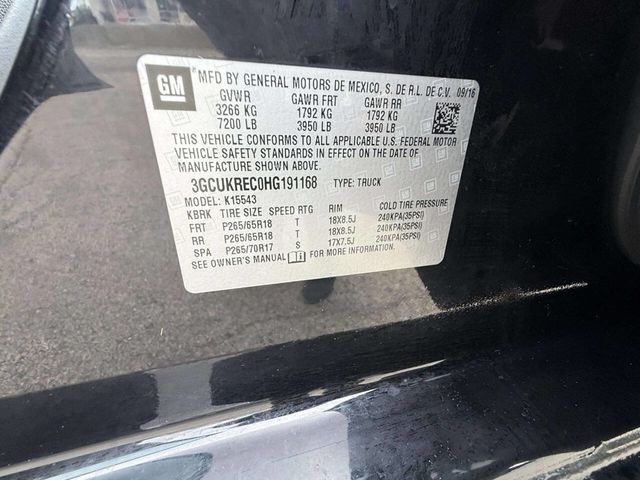 GM
MFD BY GENERAL MOTORS DE MEXICO, S. DE R.L. DE C.V. 09/16
GVWR GAWR FRT GAWR RR
3266 KG 1792 KG 1792 KG
7200 LB 3950 LB 3950 LB
THIS VEHICLE CONFORMS TO ALL APPLICABLE U.S. FEDERAL MOTOR
VEHICLE SAFETY STANDARDS IN EFFECT ON THE DATE OF
MANUFACTURE SHOWN ABOVE.
3GCUKREC0HG191168 TYPE: TRUCK
MODEL: K15543
KBRK TIRE SIZE SPEED RTG RIM COLD TIRE PRESSURE
FRT P265/65R18 T 18X8.5J 240KPA(35PSI)
RR P265/65R18 T 18X8.5J 240KPA(35PSI)
SPA P265/70R17 S 17X7.5J 240KPA(35PSI)
SEE OWNER'S MANUAL FOR MORE INFORMATION